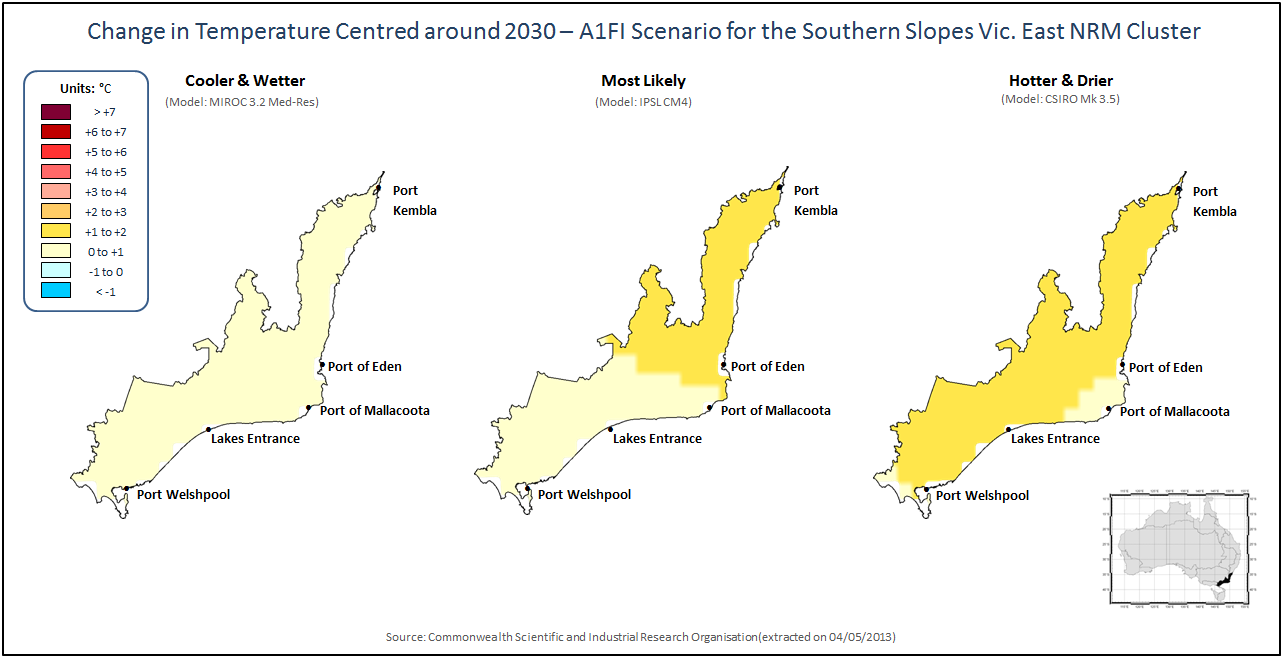 Change in Temperature Centred around 2030 – A1FI Scenario for the Southern Slopes Vic. East NRM Cluster
Units: °C
> +7
+6 to +7
+5 to +6
+4 to +5
+3 to +4
+2 to +3
+1 to +2
0 to +1
-1 to 0
< -1
Cooler & Wetter
(Model: MIROC 3.2 Med-Res)
Port
Kembla
Port of Eden
Port of Mallacoota
Lakes Entrance
Port Welshpool
Most Likely
(Model: IPSL CM4)
Port
Kembla
Port of Eden
Port of Mallacoota
Lakes Entrance
Port Welshpool
Hotter & Drier
(Model: CSIRO Mk 3.5)
Port
Kembla
Port of Eden
Port of Mallacoota
Lakes Entrance
Port Welshpool
Source: Commonwealth Scientific and Industrial Research Organisation(extracted on 04/05/2013)